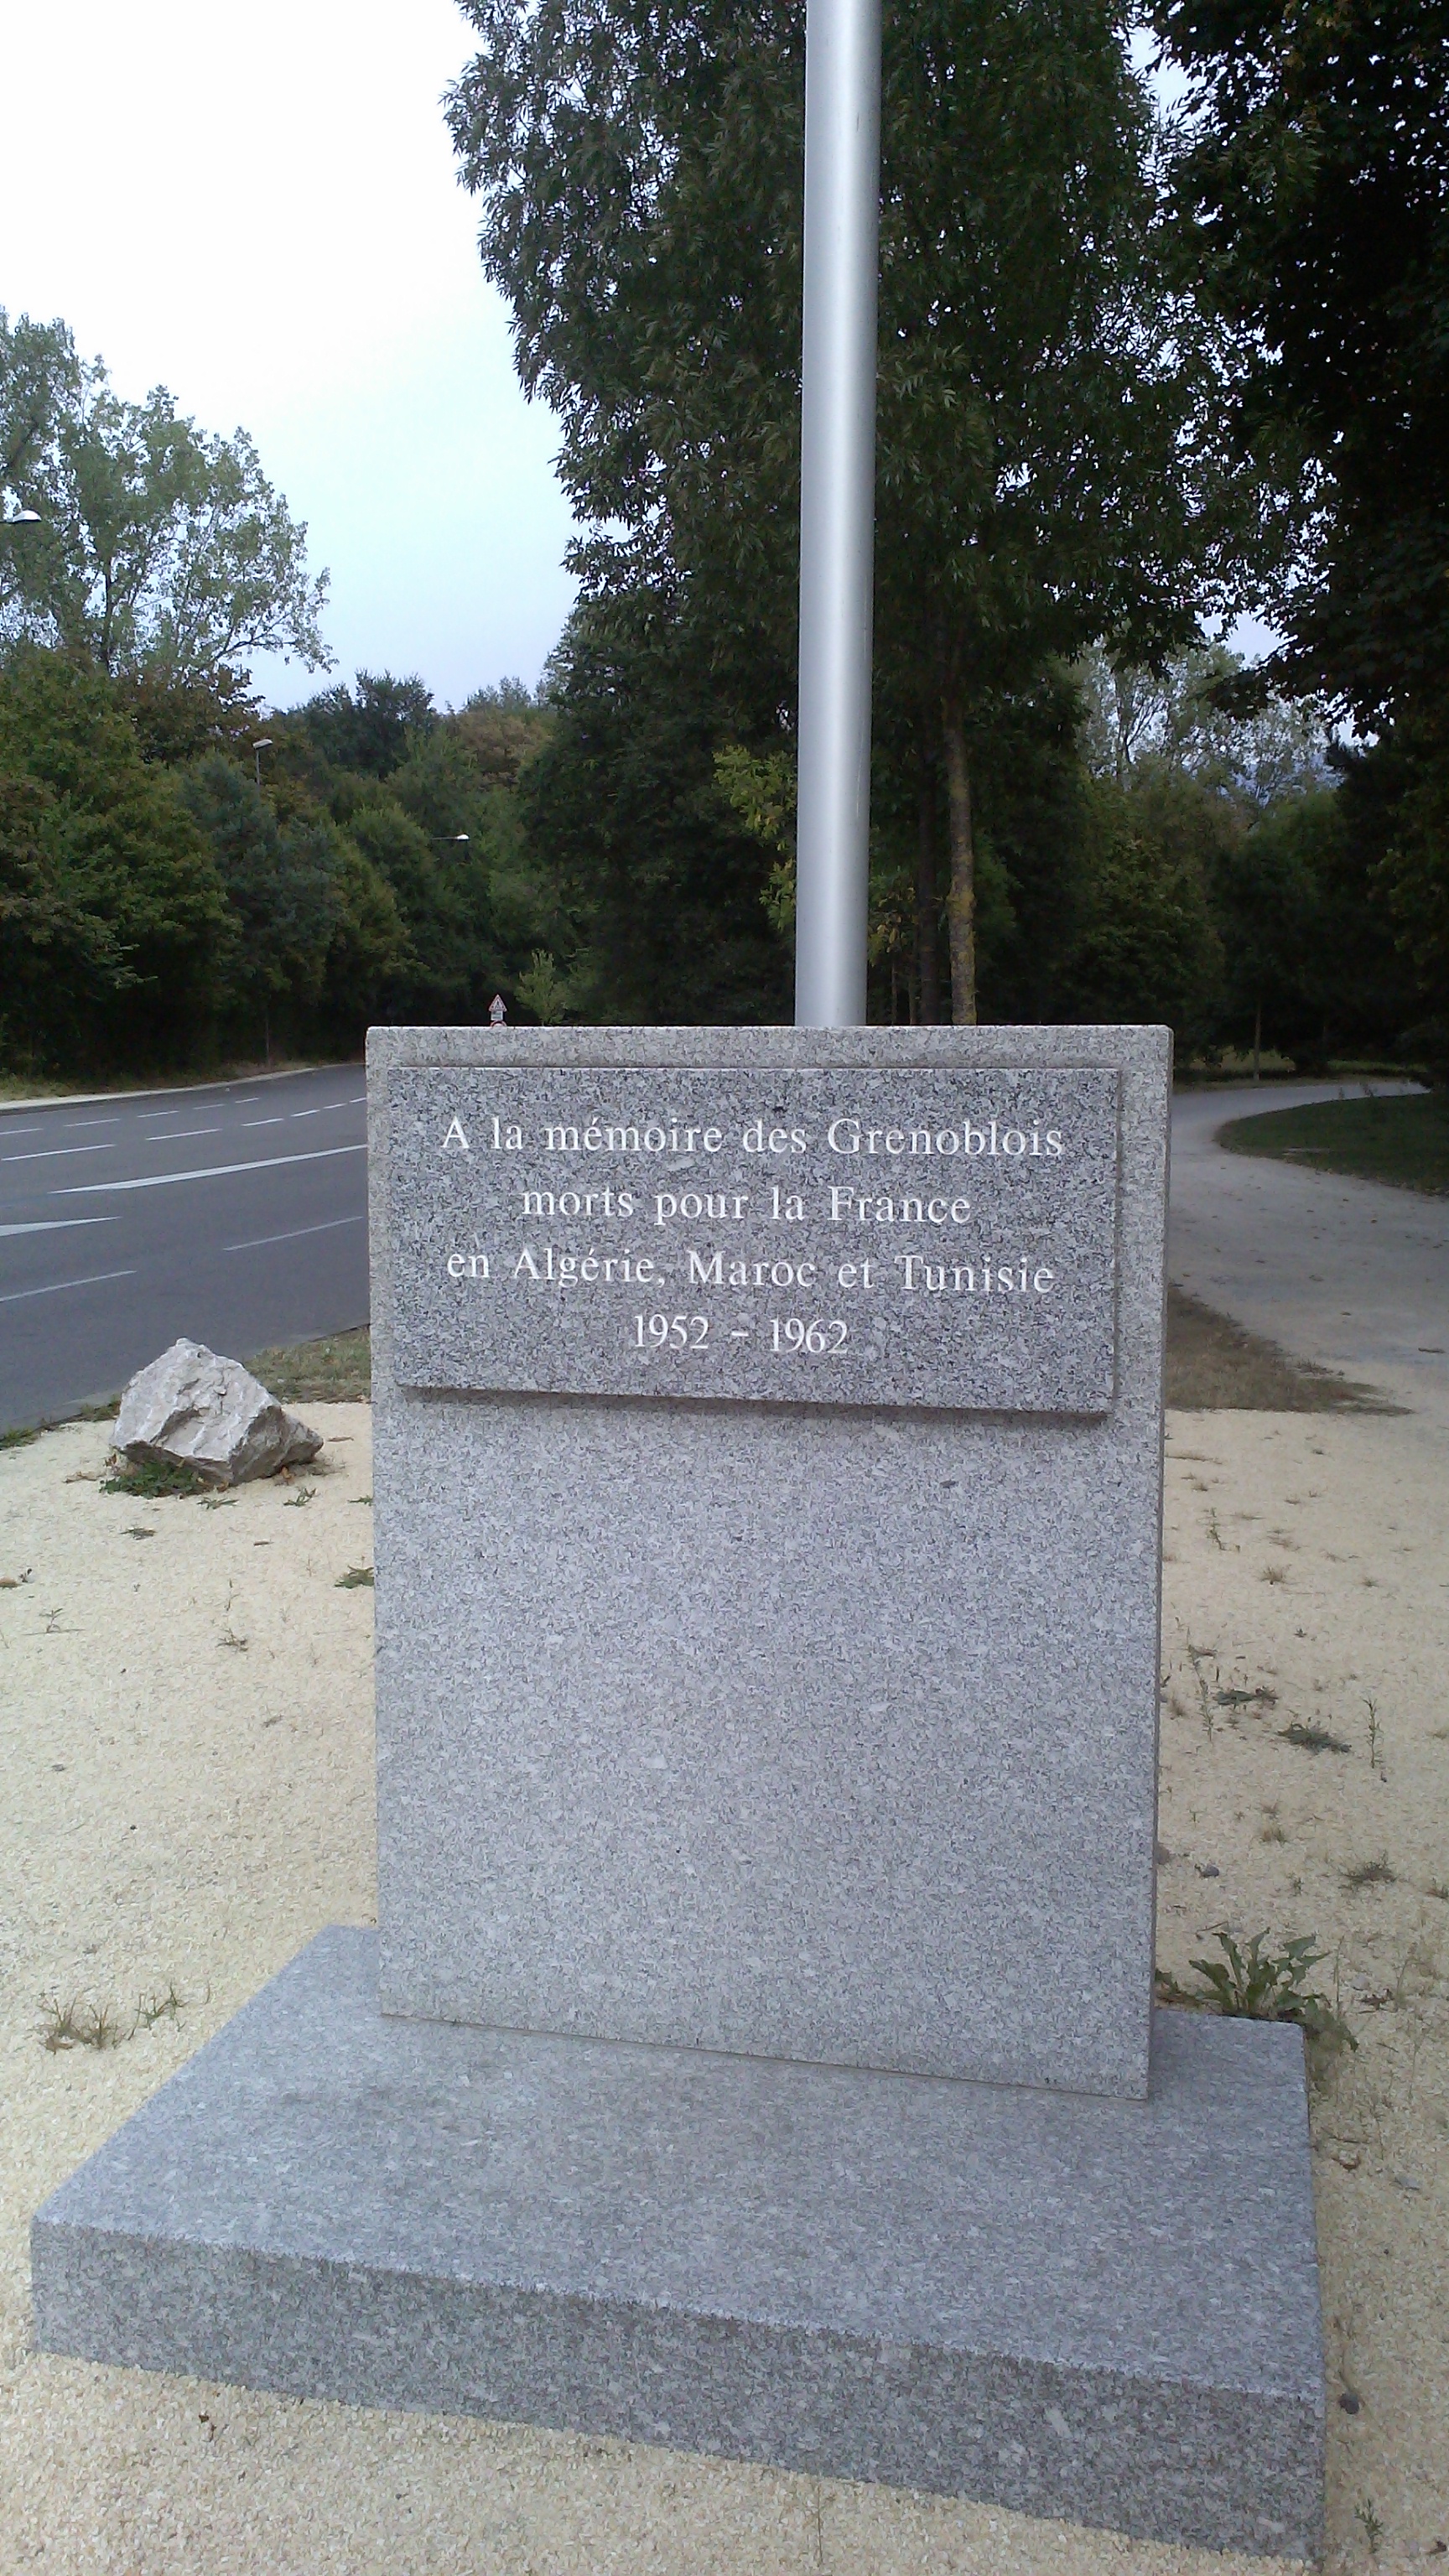 A la mémoire des Grenoblois
morts pour la France
en Algérie, Maroc et Tunisie
1952 - 1962